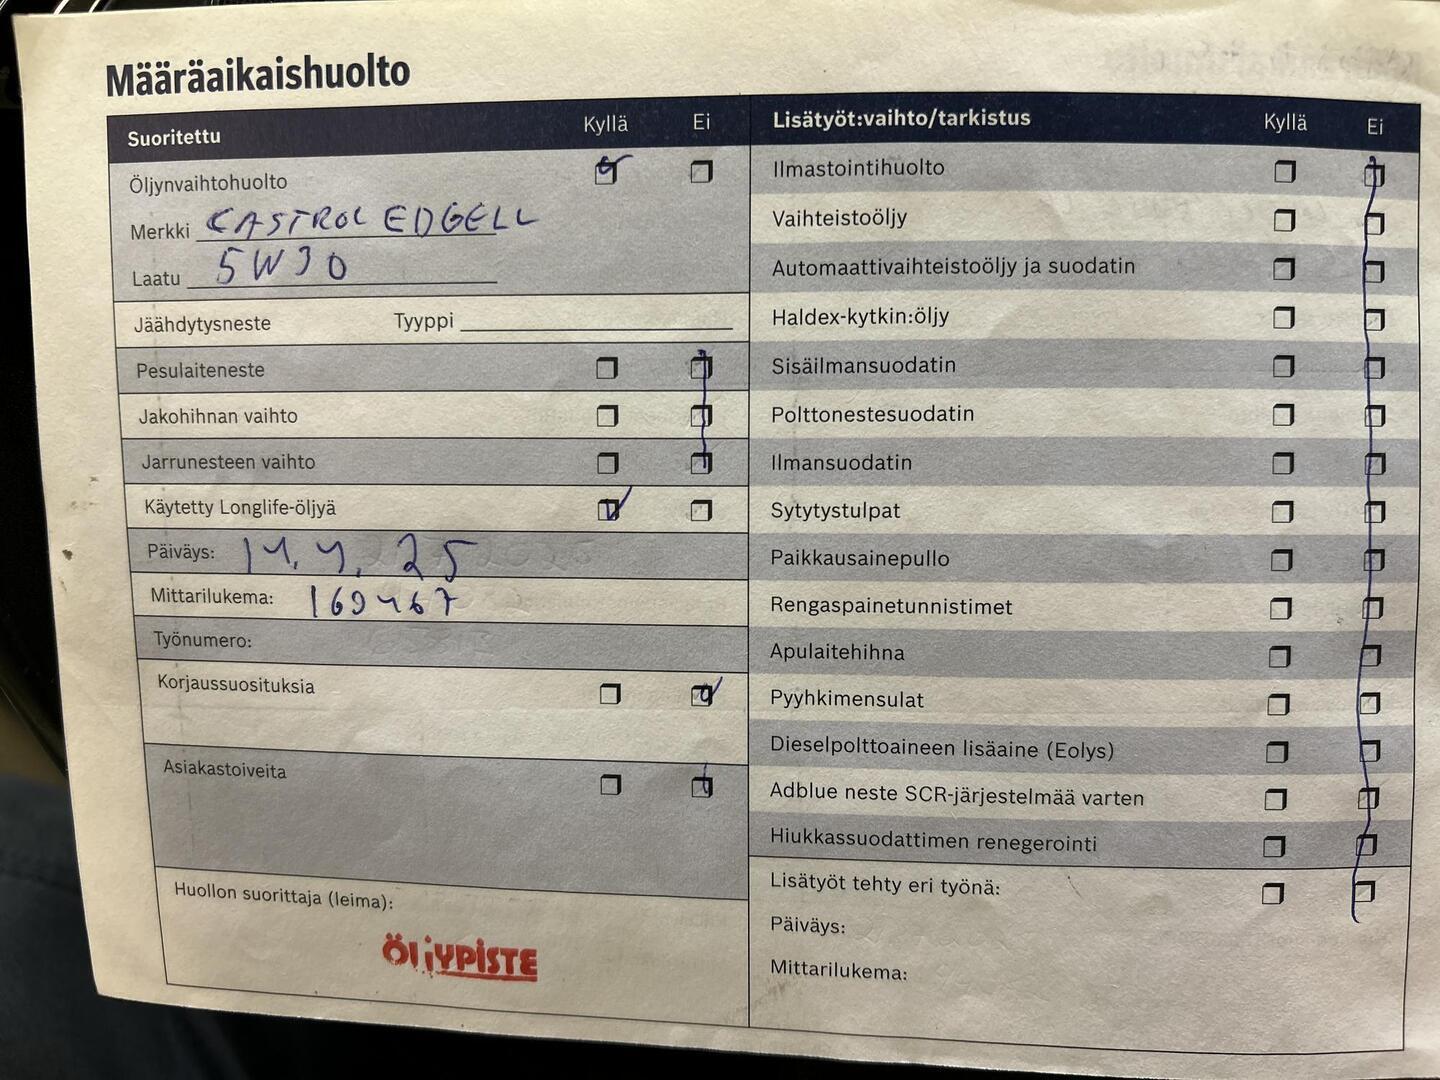 Määräaikaishuolto
Suoritettu Kyllä Ei
Öljynvaihtohuolto
Merkki CASTROL EDGELL
Laatu 5W30
Jäähdytysneste Tyyppi
Pesulaiteneste
Jakohihnan vaihto
Jarrunesteen vaihto
Käytetty Longlife-öljyä
Päiväys: 14.4.25
Mittarilukema: 169467
Työnumero:
Korjaussuosituksia
Asiakastoiveita
Huollon suorittaja (leima):
ÖljYPISTE
Lisätyöt:vaihto/tarkistus Kyllä Ei
Ilmastointihuolto
Vaihteistoöljy
Automaattivaihteistoöljy ja suodatin
Haldex-kytkin:öljy
Sisäilmansuodatin
Polttonestesuodatin
Ilmansuodatin
Sytytystulpat
Paikkausainepullo
Rengaspainetunnistimet
Apulaitehihna
Pyyhkimensulat
Dieselpolttoaineen lisäaine (Eolys)
Adblue neste SCR-järjestelmää varten
Hiukkassuodattimen renegerointi
Lisätyöt tehty eri työnä:
Päiväys:
Mittarilukema: